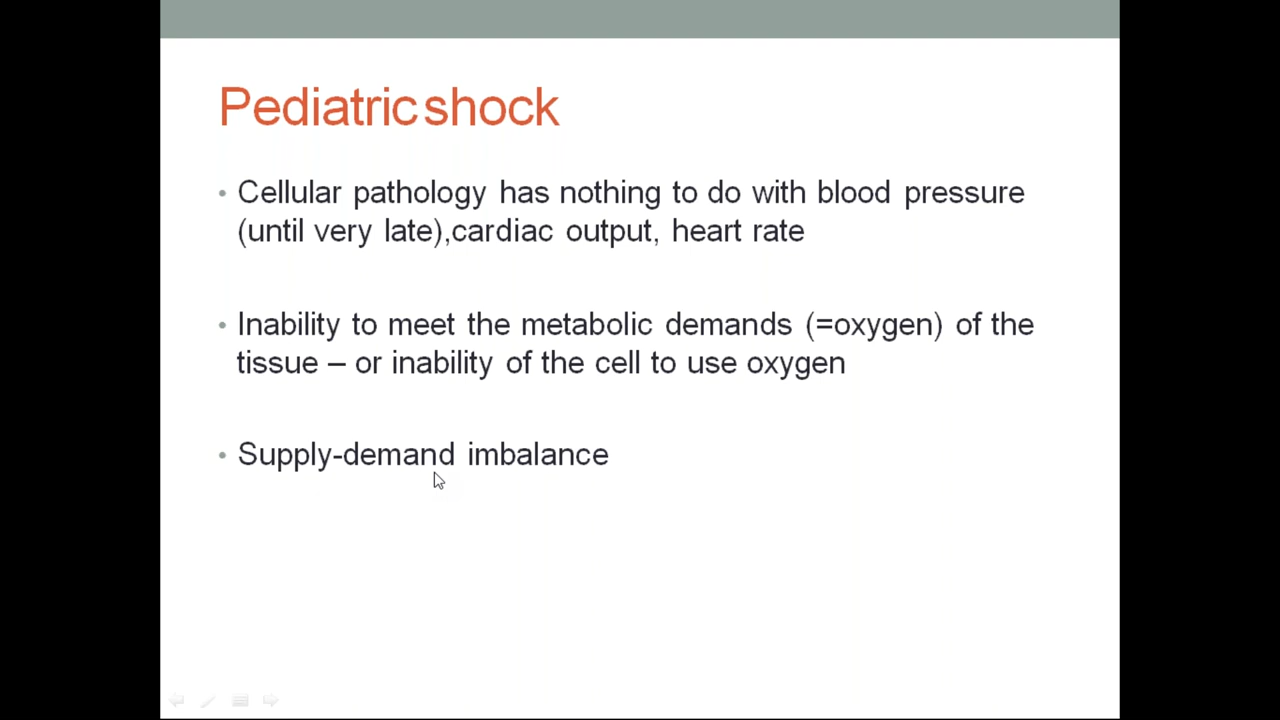 Pediatric shock
• Cellular pathology has nothing to do with blood pressure
(until very late),cardiac output, heart rate
• Inability to meet the metabolic demands (=oxygen) of the
tissue – or inability of the cell to use oxygen
• Supply-demand imbalance